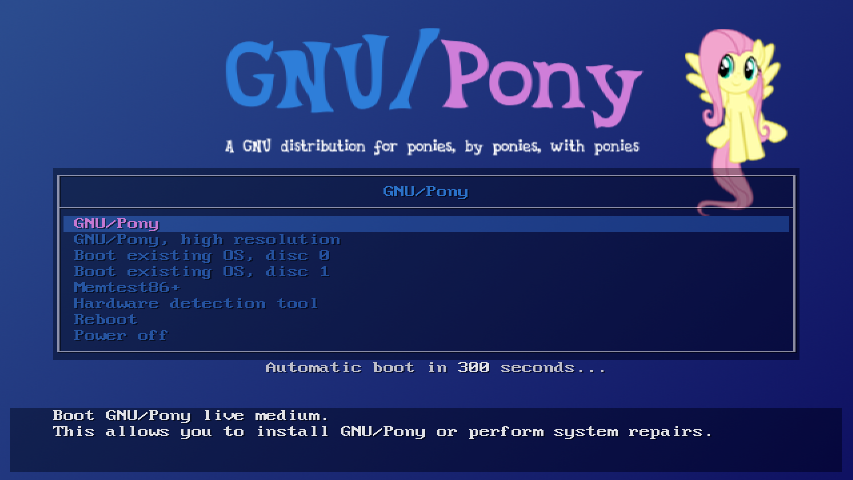 GNU/Pony
A GNU distribution for ponies, by ponies, with ponies
GNU/Pony
GNU/Pony
GNU/Pony, high resolution
Boot existing OS, disc 0
Boot existing OS, disc 1
Memtest86+
Hardware detection tool
Reboot
Power off
Automatic boot in 300 seconds...
Boot GNU/Pony live medium.
This allows you to install GNU/Pony or perform system repairs.